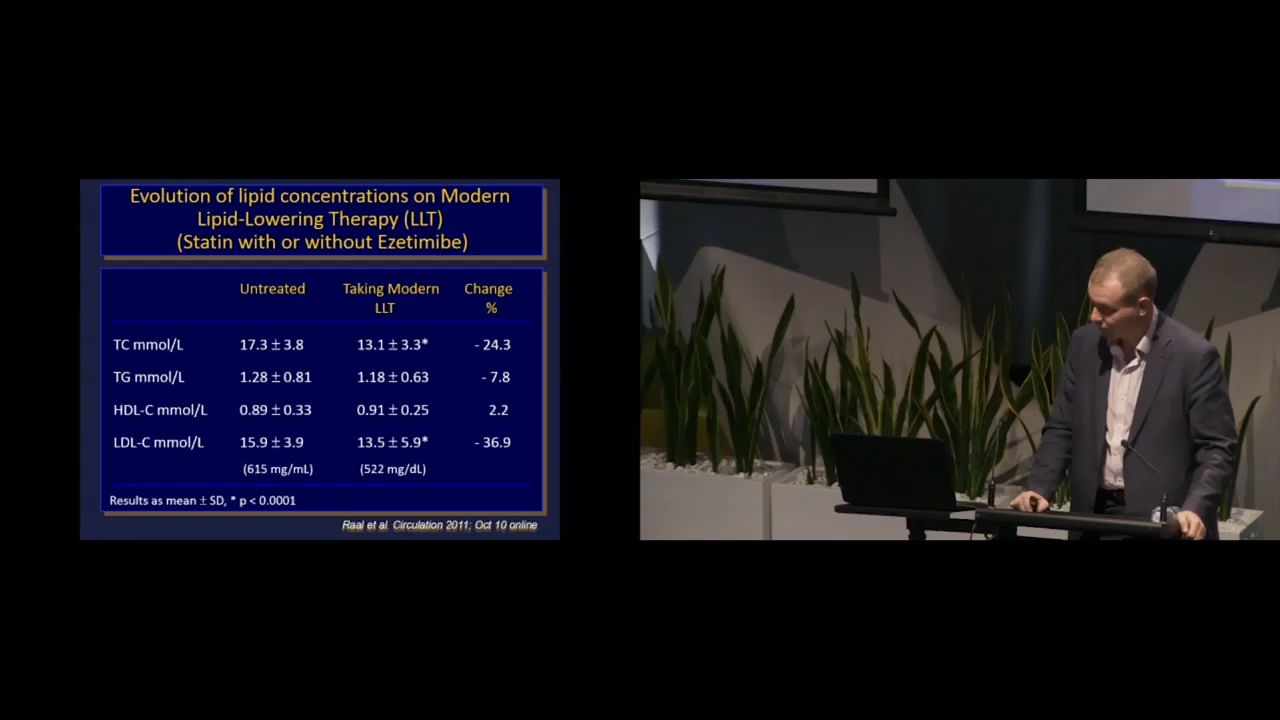 Evolution of lipid concentrations on Modern
Lipid-Lowering Therapy (LLT)
(Statin with or without Ezetimibe)
Untreated Taking Modern LLT Change %
TC mmol/L 17.3 ± 3.8 13.1 ± 3.3* - 24.3
TG mmol/L 1.28 ± 0.81 1.18 ± 0.63 - 7.8
HDL-C mmol/L 0.89 ± 0.33 0.91 ± 0.25 2.2
LDL-C mmol/L 15.9 ± 3.9 13.5 ± 5.9* - 36.9
(615 mg/mL) (522 mg/dL)
Results as mean ± SD, * p < 0.0001
Raal et al. Circulation 2011; Oct 10 online